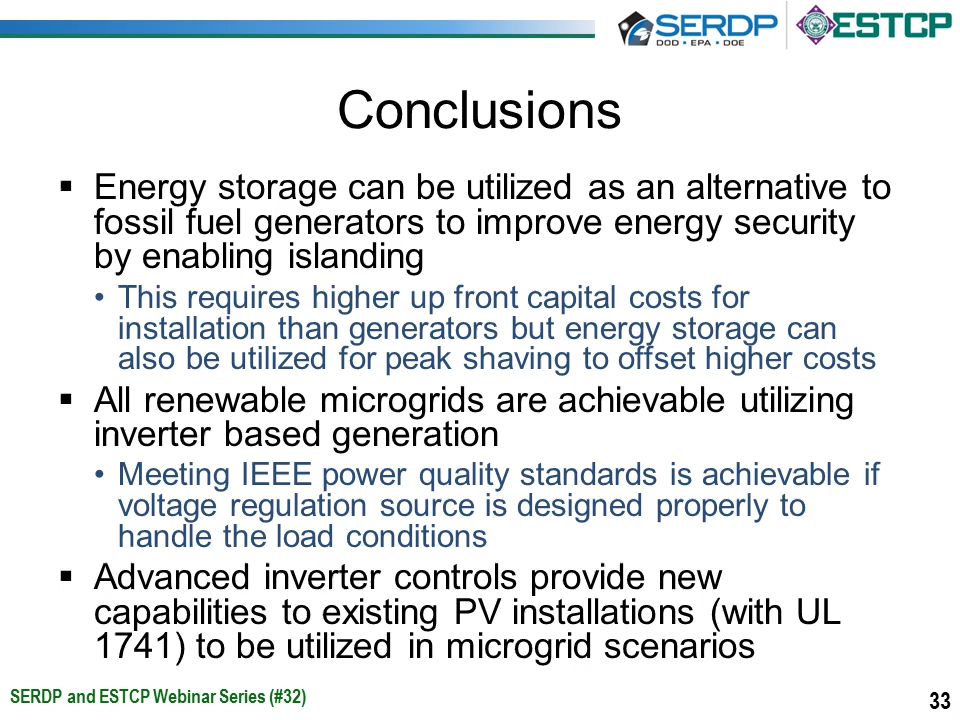 SERDP
DOD • EPA • DOE
ESTCP
Conclusions
▪ Energy storage can be utilized as an alternative to
fossil fuel generators to improve energy security
by enabling islanding
• This requires higher up front capital costs for
installation than generators but energy storage can
also be utilized for peak shaving to offset higher costs
▪ All renewable microgrids are achievable utilizing
inverter based generation
• Meeting IEEE power quality standards is achievable if
voltage regulation source is designed properly to
handle the load conditions
▪ Advanced inverter controls provide new
capabilities to existing PV installations (with UL
1741) to be utilized in microgrid scenarios
SERDP and ESTCP Webinar Series (#32)
33